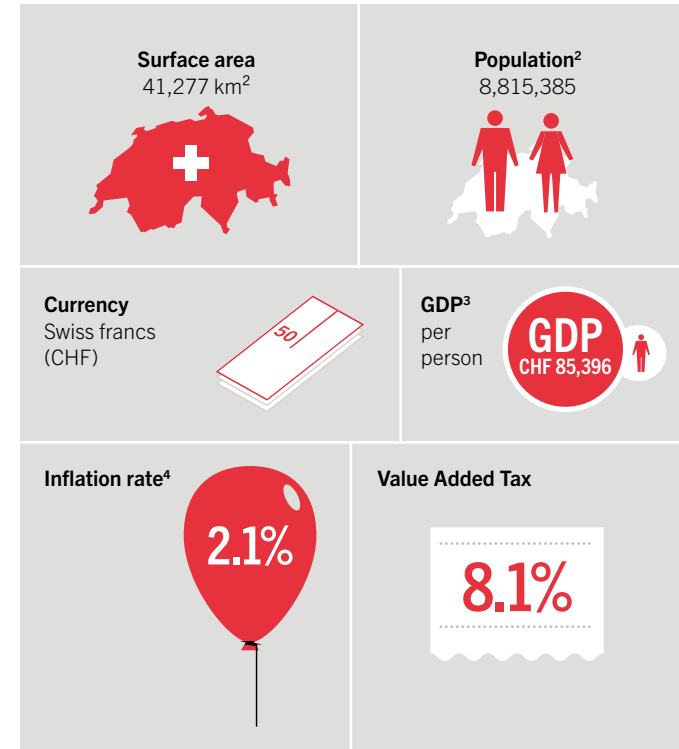 Surface area
41,277 km²
Population²
8,815,385
Currency
Swiss francs
(CHF)
50
GDP³
per
person
GDP
CHF 85,396
Inflation rate⁴
2.1%
Value Added Tax
8.1%